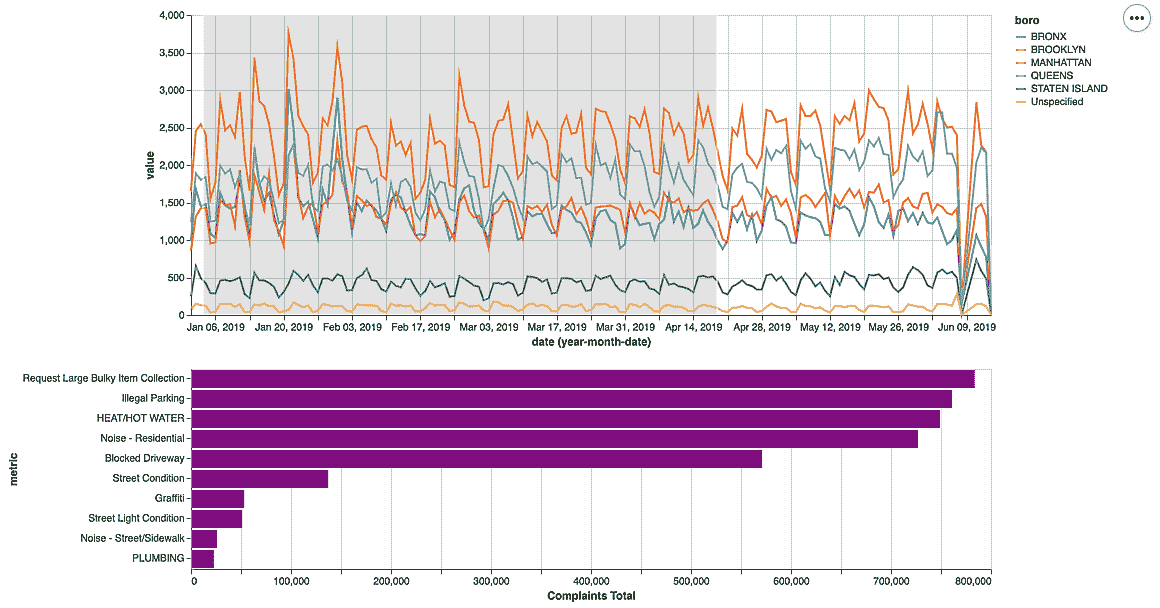 4,000
3,500
3,000
2,500
2,000
1,500
1,000
500
0
value
Jan 06, 2019 Jan 20, 2019 Feb 03, 2019 Feb 17, 2019 Mar 03, 2019 Mar 17, 2019 Mar 31, 2019 Apr 14, 2019 Apr 28, 2019 May 12, 2019 May 26, 2019 Jun 09, 2019
date (year-month-date)
boro
BRONX
BROOKLYN
MANHATTAN
QUEENS
STATEN ISLAND
Unspecified
metric
Request Large Bulky Item Collection
Illegal Parking
HEAT/HOT WATER
Noise - Residential
Blocked Driveway
Street Condition
Graffiti
Street Light Condition
Noise - Street/Sidewalk
PLUMBING
0 100,000 200,000 300,000 400,000 500,000 600,000 700,000 800,000
Complaints Total